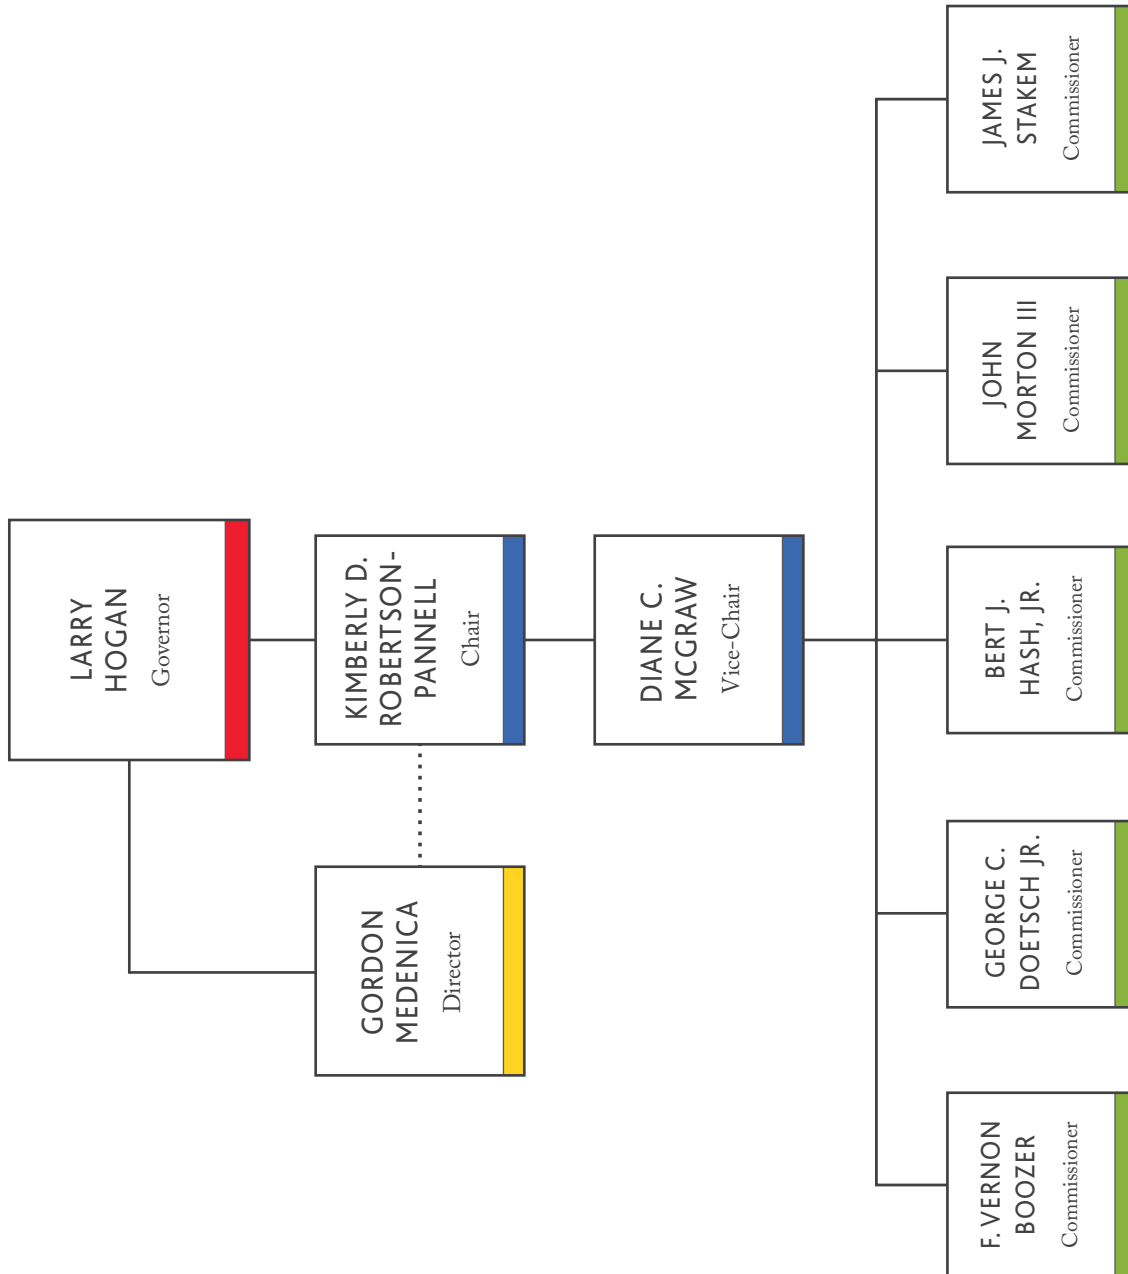 LARRY
HOGAN
Governor
GORDON
MEDENICA
Director
KIMBERLY D.
ROBERTSON-
PANNELL
Chair
DIANE C.
MCGRAW
Vice-Chair
F. VERNON
BOOZER
Commissioner
GEORGE C.
DOETSCH JR.
Commissioner
BERT J.
HASH, JR.
Commissioner
JOHN
MORTON III
Commissioner
JAMES J.
STAKEM
Commissioner